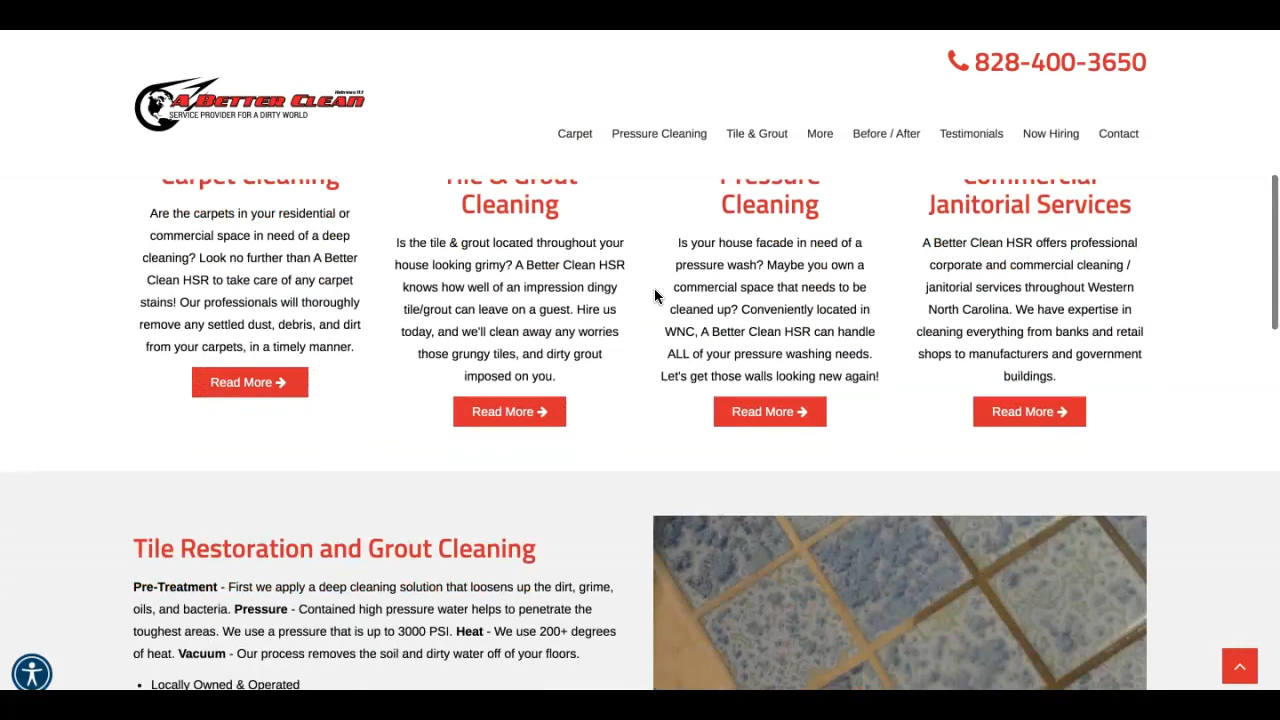 828-400-3650
Hebrews 11:1
A BETTER CLEAN
SERVICE PROVIDER FOR A DIRTY WORLD
Carpet Pressure Cleaning Tile & Grout More Before / After Testimonials Now Hiring Contact
Carpet Cleaning
Are the carpets in your residential or
commercial space in need of a deep
cleaning? Look no further than A Better
Clean HSR to take care of any carpet
stains! Our professionals will thoroughly
remove any settled dust, debris, and dirt
from your carpets, in a timely manner.
Read More
Tile & Grout
Cleaning
Is the tile & grout located throughout your
house looking grimy? A Better Clean HSR
knows how well of an impression dingy
tile/grout can leave on a guest. Hire us
today, and we'll clean away any worries
those grungy tiles, and dirty grout
imposed on you.
Read More
Pressure
Cleaning
Is your house facade in need of a
pressure wash? Maybe you own a
commercial space that needs to be
cleaned up? Conveniently located in
WNC, A Better Clean HSR can handle
ALL of your pressure washing needs.
Let's get those walls looking new again!
Read More
Commercial
Janitorial Services
A Better Clean HSR offers professional
corporate and commercial cleaning /
janitorial services throughout Western
North Carolina. We have expertise in
cleaning everything from banks and retail
shops to manufacturers and government
buildings.
Read More
Tile Restoration and Grout Cleaning
Pre-Treatment - First we apply a deep cleaning solution that loosens up the dirt, grime,
oils, and bacteria. Pressure - Contained high pressure water helps to penetrate the
toughest areas. We use a pressure that is up to 3000 PSI. Heat - We use 200+ degrees
of heat. Vacuum - Our process removes the soil and dirty water off of your floors.
• Locally Owned & Operated